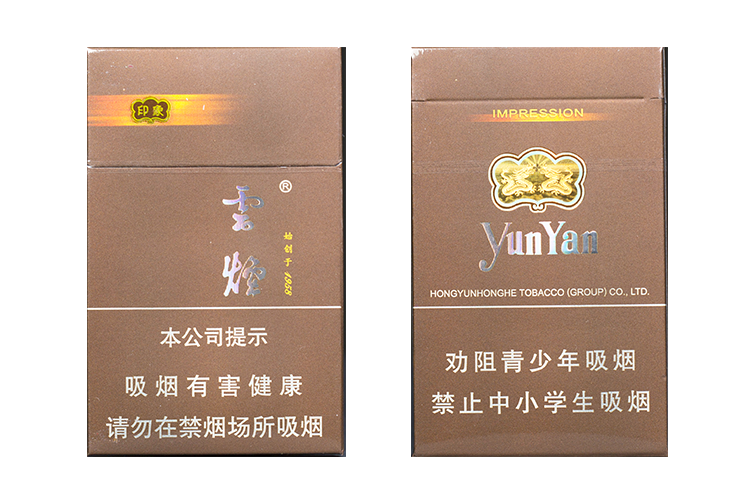 印象
雲煙®
始创于1958
本公司提示
吸烟有害健康
请勿在禁烟场所吸烟
IMPRESSION
YunYan
HONGYUNHONGHE TOBACCO (GROUP) CO., LTD.
劝阻青少年吸烟
禁止中小学生吸烟